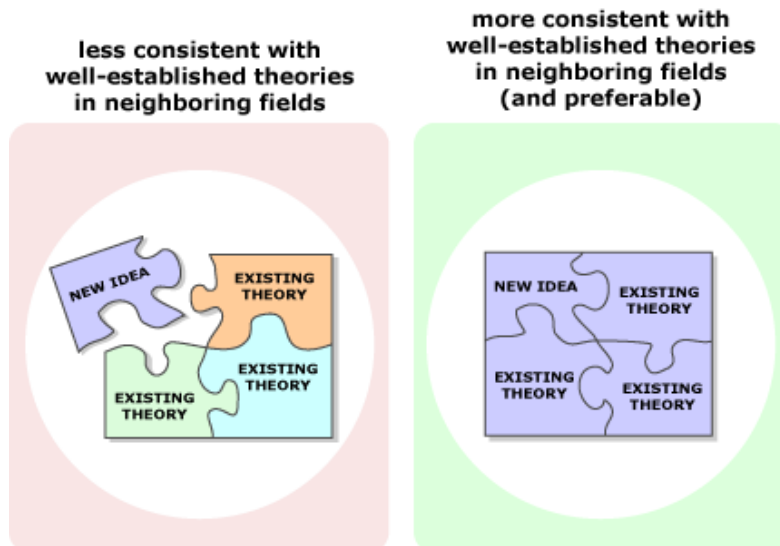 less consistent with
well-established theories
in neighboring fields
more consistent with
well-established theories
in neighboring fields
(and preferable)
NEW IDEA
EXISTING
THEORY
EXISTING
THEORY
EXISTING
THEORY
NEW IDEA
EXISTING
THEORY
EXISTING
THEORY
EXISTING
THEORY